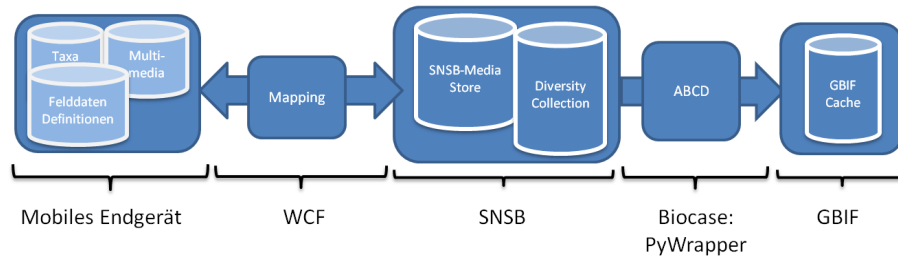 Taxa
Multi-
media
Felddaten
Definitionen
Mapping
SNSB-Media
Store
Diversity
Collection
ABCD
GBIF
Cache
Mobiles Endgerät
WCF
SNSB
Biocase:
PyWrapper
GBIF